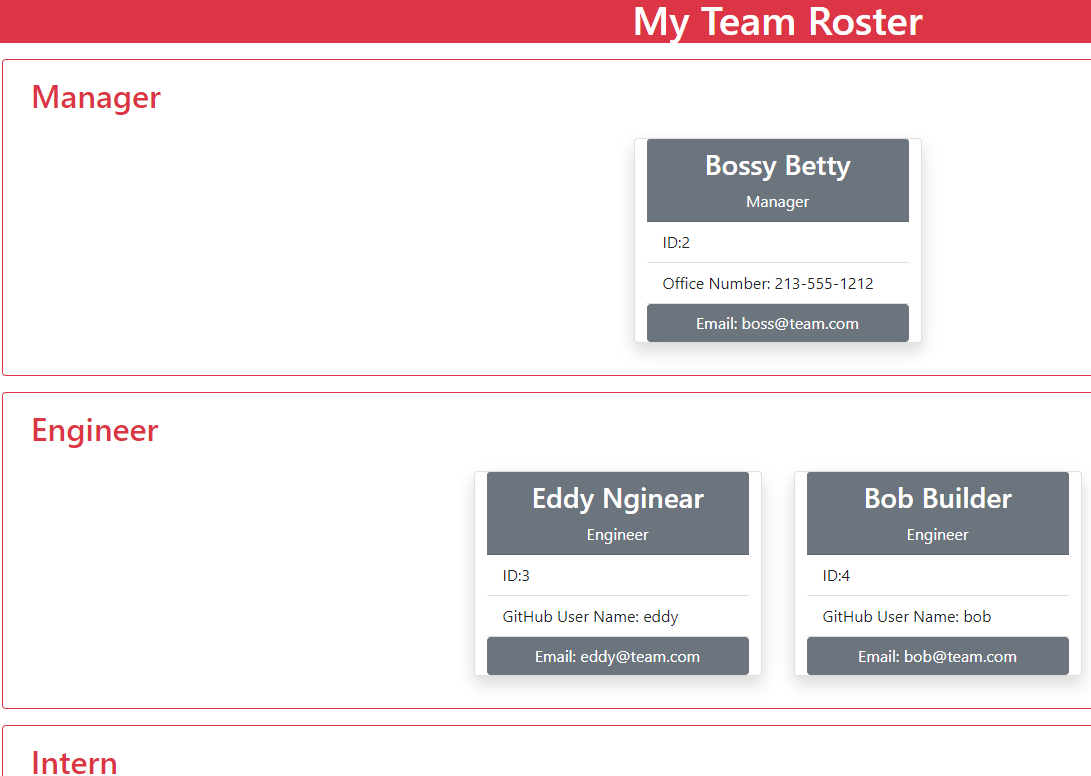 My Team Roster
Manager
Bossy Betty
Manager
ID:2
Office Number: 213-555-1212
Email: boss@team.com
Engineer
Eddy Nginear
Engineer
ID:3
GitHub User Name: eddy
Email: eddy@team.com
Bob Builder
Engineer
ID:4
GitHub User Name: bob
Email: bob@team.com
Intern